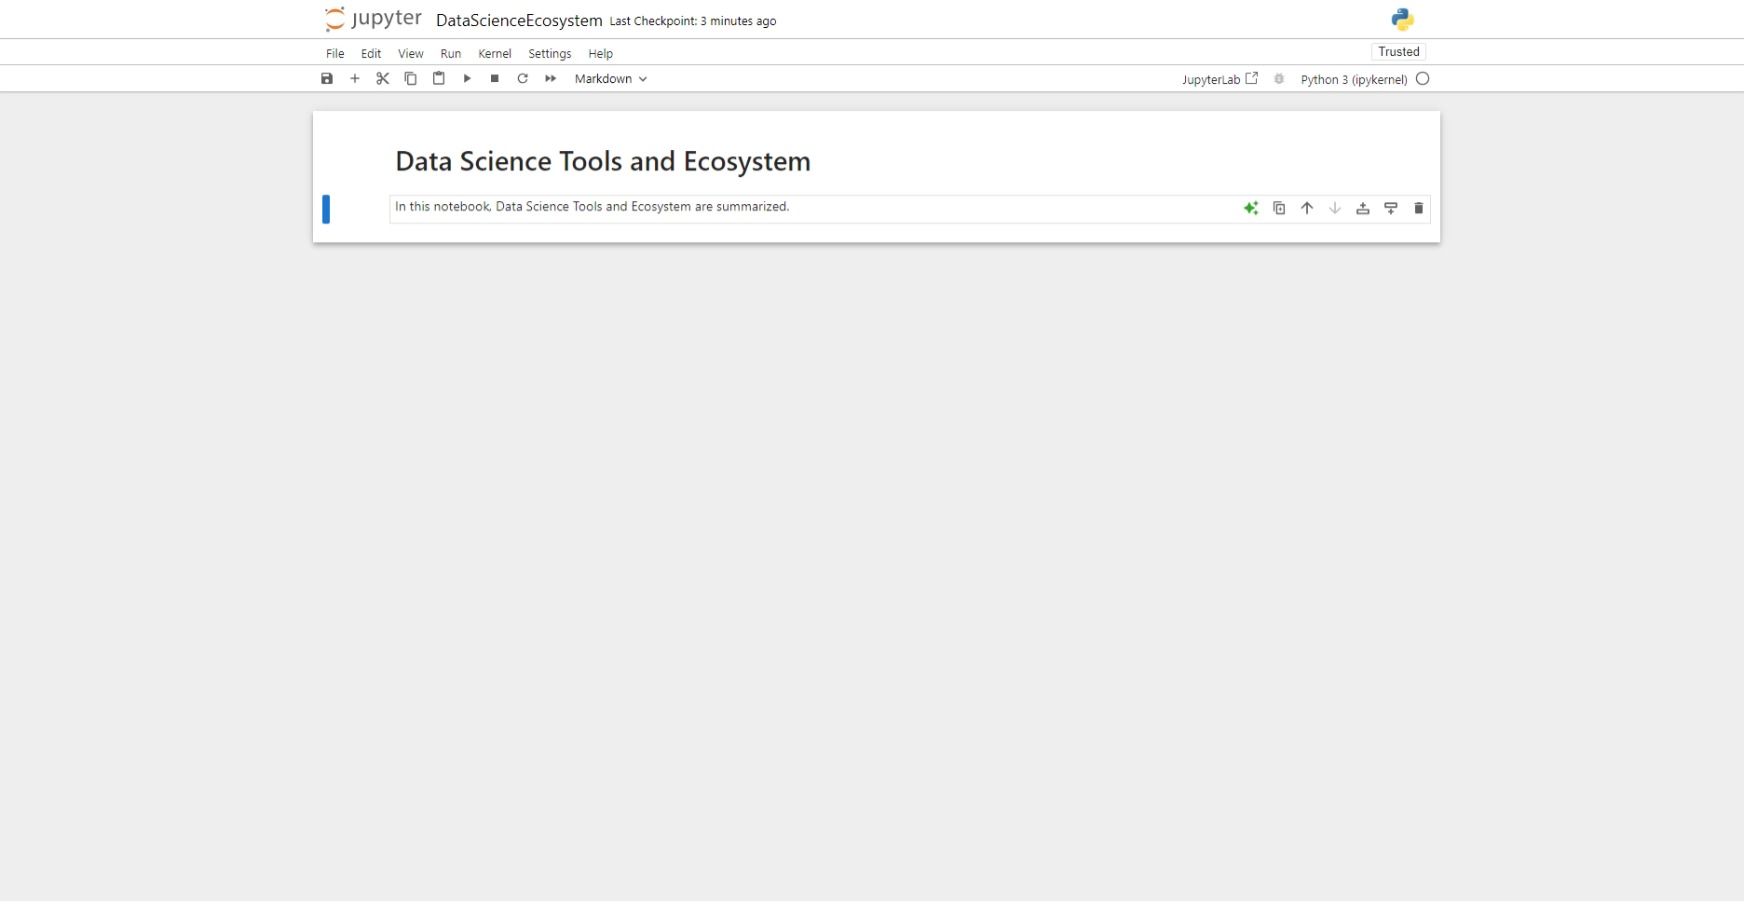 jupyter DataScienceEcosystem Last Checkpoint: 3 minutes ago
File Edit View Run Kernel Settings Help Trusted
Markdown JupyterLab Python 3 (ipykernel)
Data Science Tools and Ecosystem
In this notebook, Data Science Tools and Ecosystem are summarized.